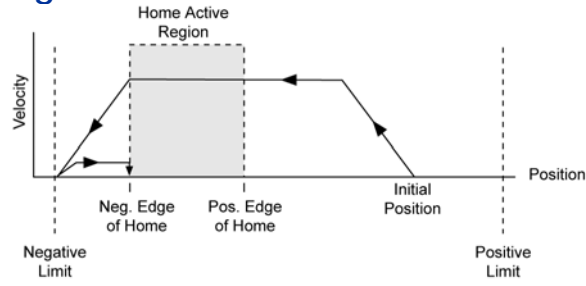 Home Active
Region
Velocity
Position
Initial
Position
Neg. Edge
of Home
Pos. Edge
of Home
Negative
Limit
Positive
Limit